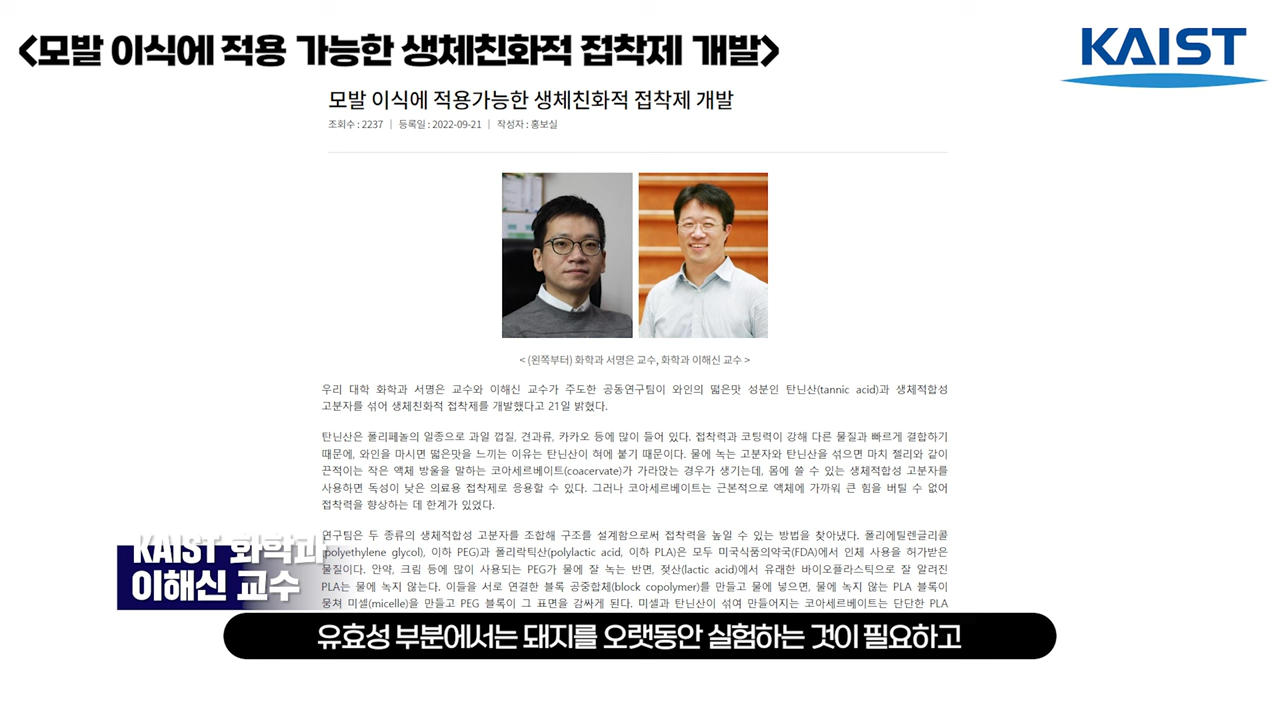 <모발 이식에 적용 가능한 생체친화적 접착제 개발>
KAIST
모발 이식에 적용가능한 생체친화적 접착제 개발
조회수 : 2237 | 등록일 : 2022-09-21 | 작성자 : 홍보실
< (왼쪽부터) 화학과 서명은 교수, 화학과 이해신 교수 >
우리 대학 화학과 서명은 교수와 이해신 교수가 주도한 공동연구팀이 와인의 떫은맛 성분인 탄닌산(tannic acid)과 생체적합성
고분자를 섞어 생체친화적 접착제를 개발했다고 21일 밝혔다.
탄닌산은 폴리페놀의 일종으로 과일 껍질, 견과류, 카카오 등에 많이 들어 있다. 접착력과 코팅력이 강해 다른 물질과 빠르게 결합하기
때문에, 와인을 마시면 떫은맛을 느끼는 이유는 탄닌산이 혀에 붙기 때문이다. 물에 녹는 고분자와 탄닌산을 섞으면 마치 젤리와 같이
끈적이는 작은 액체 방울을 말하는 코아세르베이트(coacervate)가 가라앉는 경우가 생기는데, 몸에 쓸 수 있는 생체적합성 고분자를
사용하면 독성이 낮은 의료용 접착제로 응용할 수 있다. 그러나 코아세르베이트는 근본적으로 액체에 가까워 큰 힘을 버틸 수 없어
접착력을 향상하는 데 한계가 있었다.
연구팀은 두 종류의 생체적합성 고분자를 조합해 구조를 설계함으로써 접착력을 높일 수 있는 방법을 찾아냈다. 폴리에틸렌글리콜
(polyethylene glycol), 이하 PEG)과 폴리락틱산(polylactic acid, 이하 PLA)은 모두 미국식품의약국(FDA)에서 인체 사용을 허가받은
물질이다. 안약, 크림 등에 많이 사용되는 PEG가 물에 잘 녹는 반면, 젖산(lactic acid)에서 유래한 바이오플라스틱으로 잘 알려진
PLA는 물에 녹지 않는다. 이들을 서로 연결한 블록 공중합체(block copolymer)를 만들고 물에 넣으면, 물에 녹지 않는 PLA 블록이
뭉쳐 미셀(micelle)을 만들고 PEG 블록이 그 표면을 감싸게 된다. 미셀과 탄닌산이 섞여 만들어지는 코아세르베이트는 단단한 PLA
KAIST 화학과
이해신 교수
유효성 부분에서는 돼지를 오랫동안 실험하는 것이 필요하고